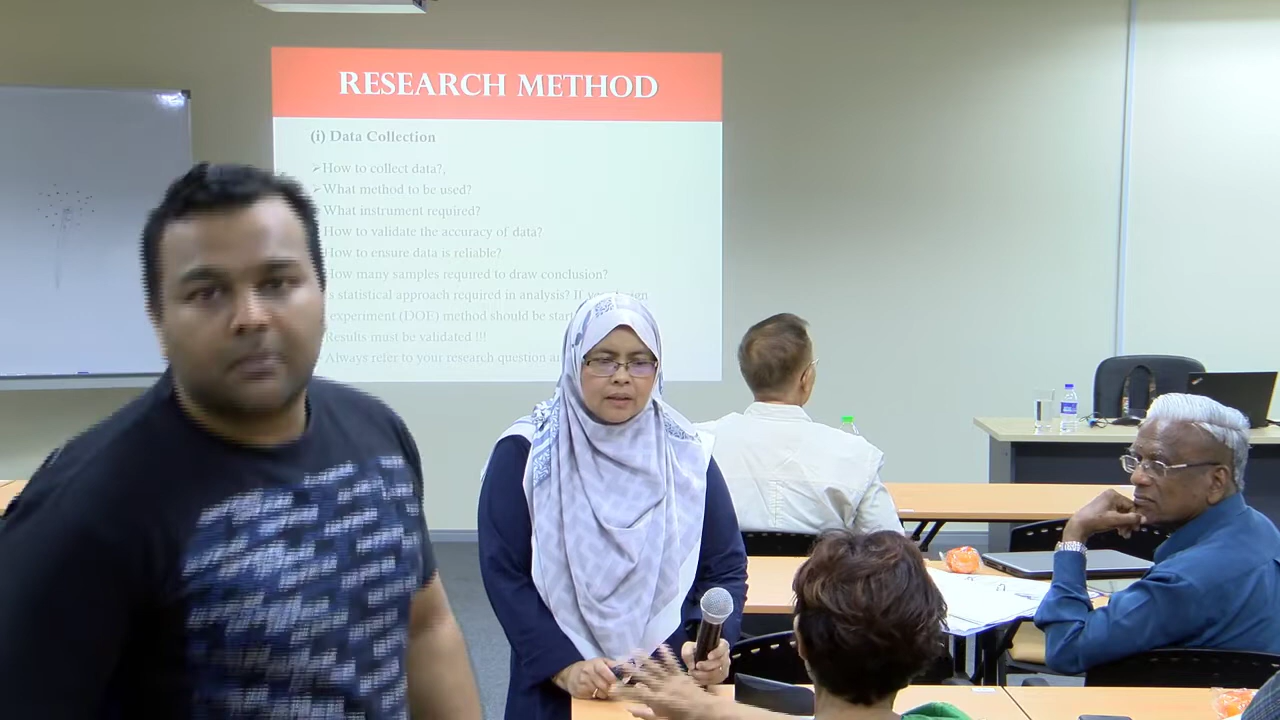 RESEARCH METHOD
(i) Data Collection
➢How to collect data?,
➢What method to be used?
➢What instrument required?
How to validate the accuracy of data?
How to ensure data is reliable?
How many samples required to draw conclusion?
statistical approach required in analysis? If
experiment (DOF) method should be
Results must be validated !!!
Always refer to your research question